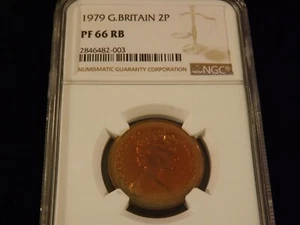 1979 G.BRITAIN 2P
PF 66 RB
2846482-003
NUMISMATIC GUARANTY CORPORATION
NGC